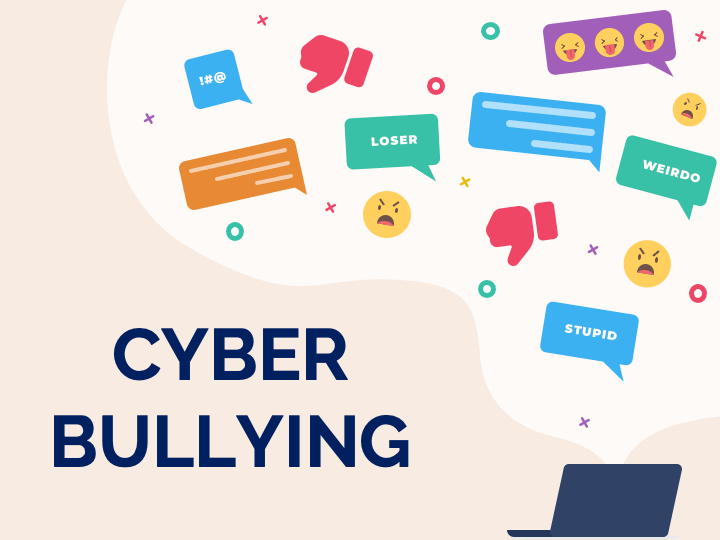 !#@
LOSER
WEIRDO
STUPID
CYBER
BULLYING